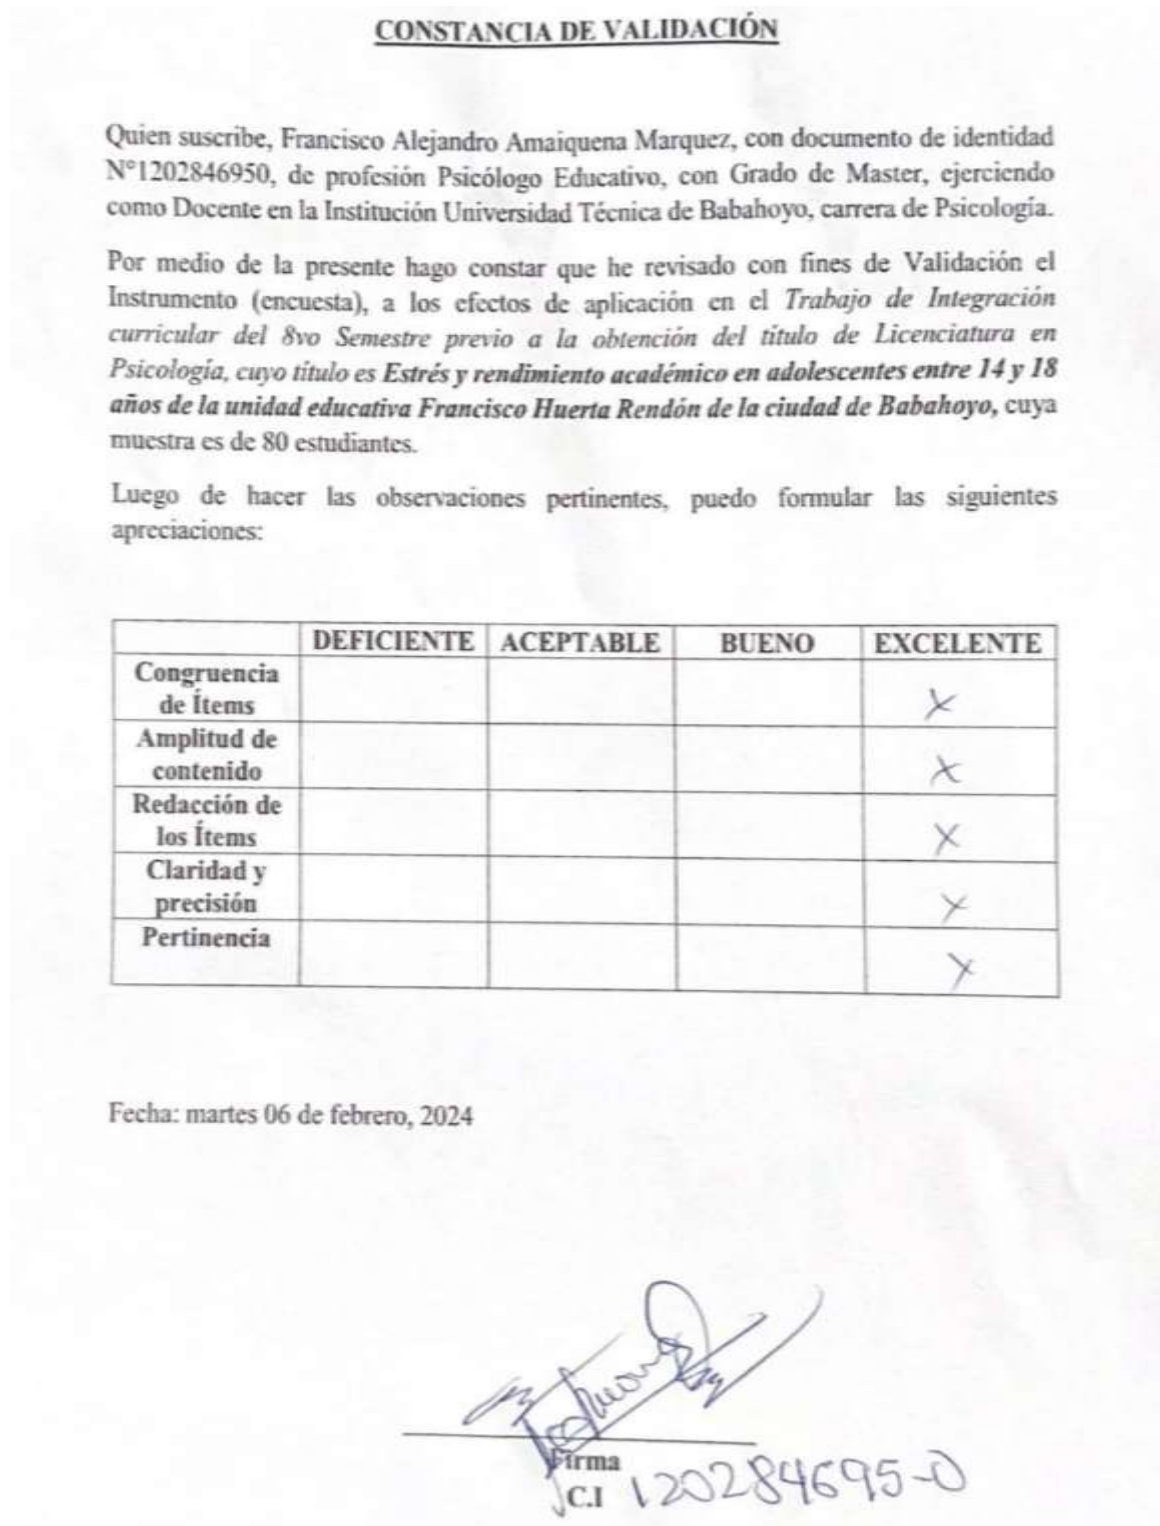 CONSTANCIA DE VALIDACIÓN
Quien suscribe, Francisco Alejandro Amaiquena Marquez, con documento de identidad
N°1202846950, de profesión Psicólogo Educativo, con Grado de Master, ejerciendo
como Docente en la Institución Universidad Técnica de Babahoyo, carrera de Psicología.
Por medio de la presente hago constar que he revisado con fines de Validación el
Instrumento (encuesta), a los efectos de aplicación en el Trabajo de Integración
curricular del 8vo Semestre previo a la obtención del título de Licenciatura en
Psicología, cuyo título es Estrés y rendimiento académico en adolescentes entre 14 y 18
años de la unidad educativa Francisco Huerta Rendón de la ciudad de Babahoyo, cuya
muestra es de 80 estudiantes.
Luego de hacer las observaciones pertinentes, puedo formular las siguientes
apreciaciones:
DEFICIENTE ACEPTABLE BUENO EXCELENTE
Congruencia
de Ítems X
Amplitud de
contenido X
Redacción de
los Ítems X
Claridad y
precisión X
Pertinencia
X
Fecha: martes 06 de febrero, 2024
Firma
C.I 120284695-0